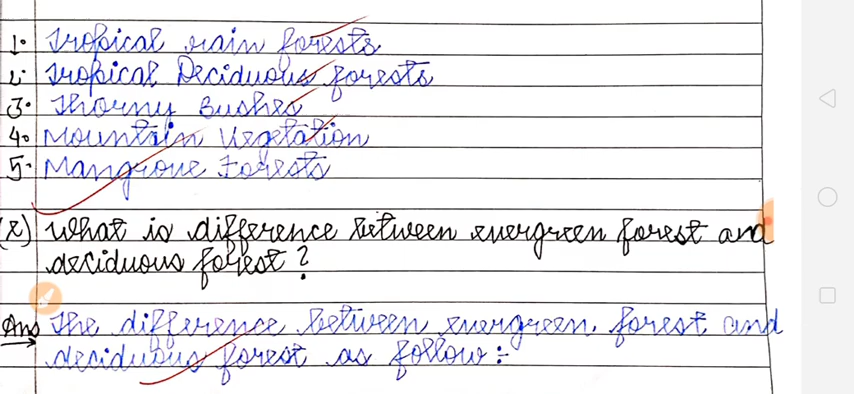 1. Tropical rain forests
2. Tropical Deciduous forests
3. Thorny Bushes
4. Mountain Vegetation
5. Mangrove Forests
(2) What is difference between evergreen forest and
deciduous forest?
Ans The difference between evergreen. forest and
deciduous forest as follow :-